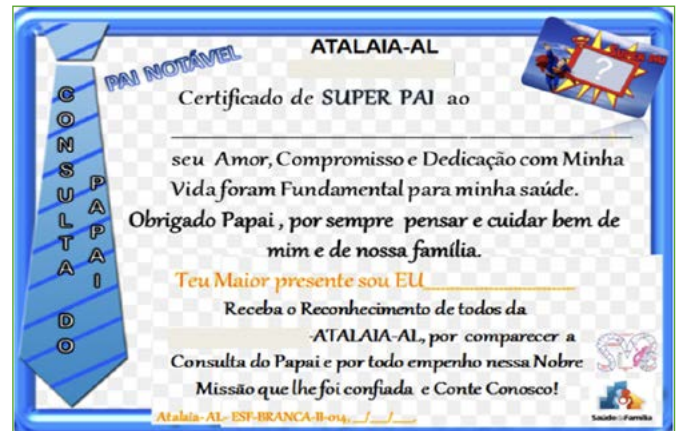 ATALAIA-AL
PAI NOTÁVEL
SUPER PAI
?
CONSULTA DO
PAPAI
Certificado de SUPER PAI ao
seu Amor, Compromisso e Dedicação com Minha
Vida foram Fundamental para minha saúde.
Obrigado Papai , por sempre pensar e cuidar bem de
mim e de nossa família.
Teu Maior presente sou EU_______________
Receba o Reconhecimento de todos da
-ATALAIA-AL, por comparecer a
Consulta do Papai e por todo empenho nessa Nobre
Missão que lhe foi confiada e Conte Conosco!
Atalaia- AL- ESF-BRANCA-II-014, __/__/__,
Saúde da Família